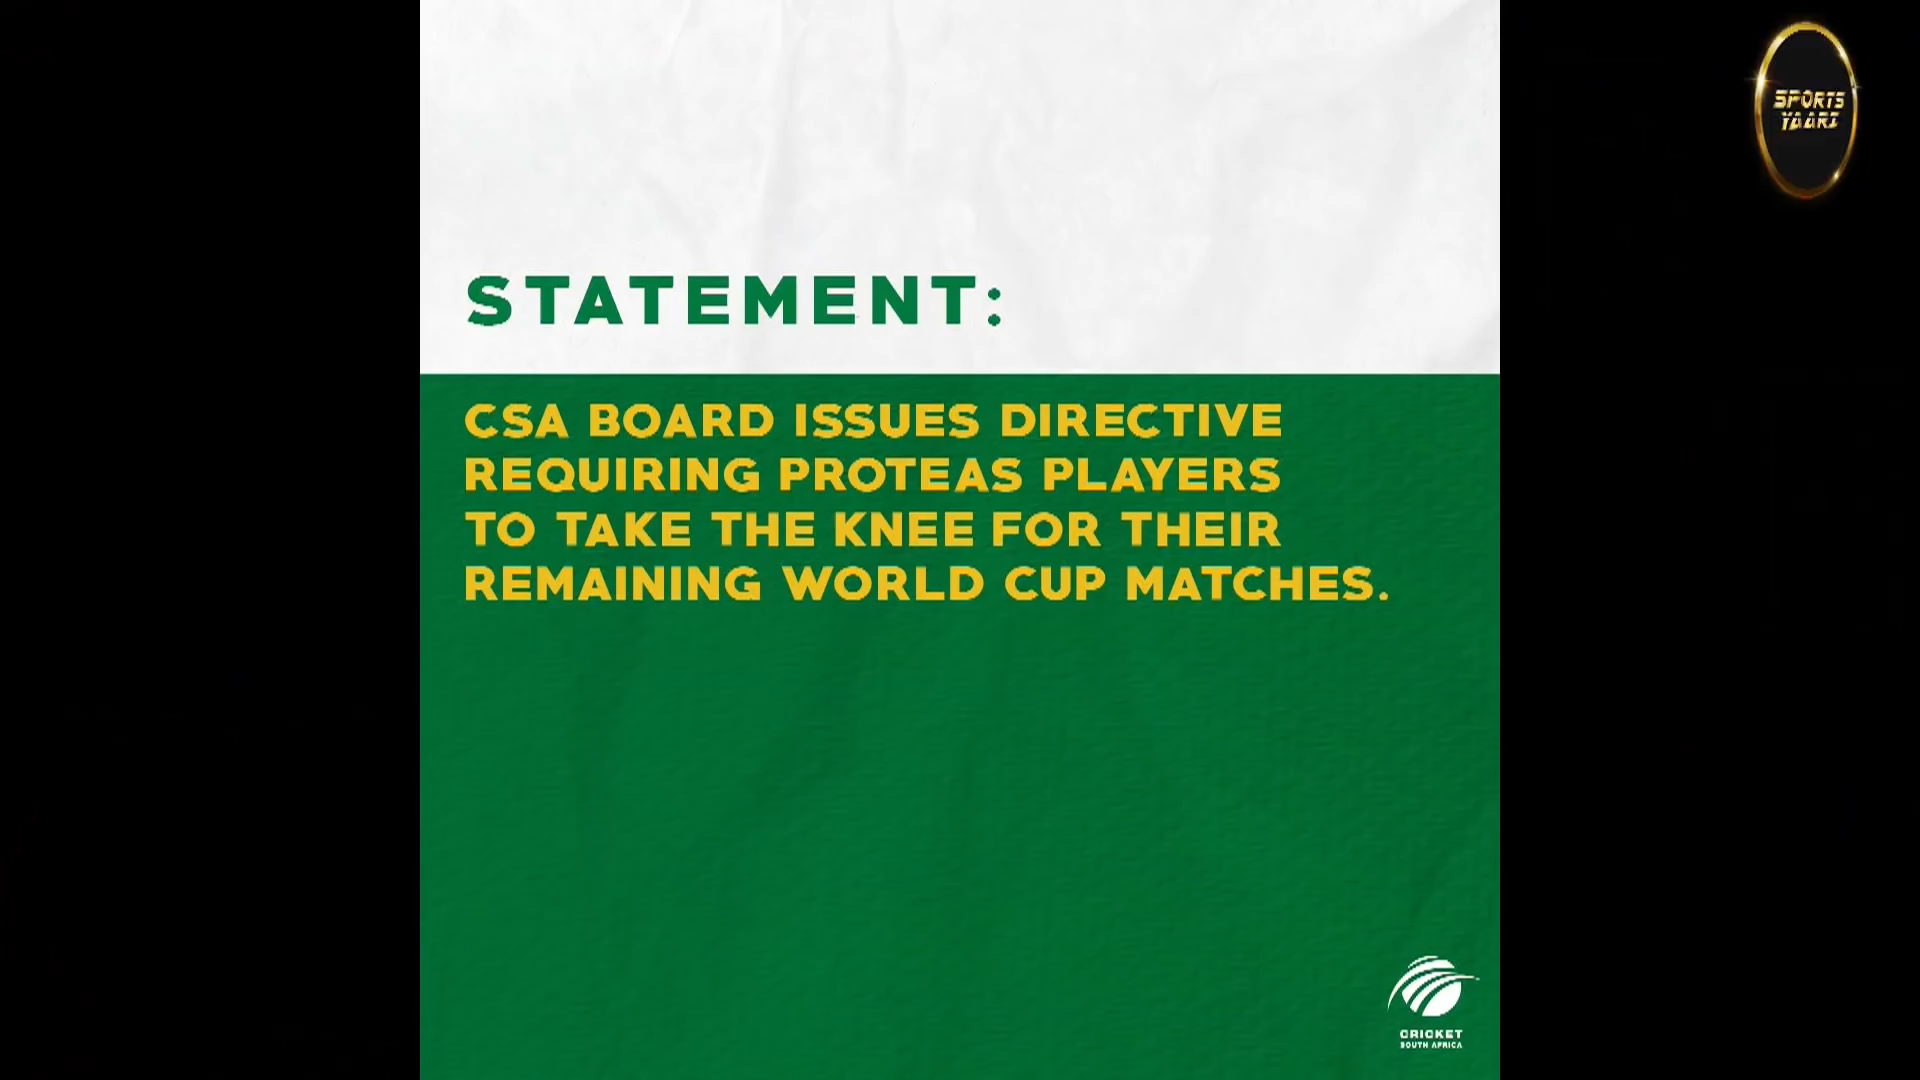 SPORTS
YAARI
STATEMENT:
CSA BOARD ISSUES DIRECTIVE
REQUIRING PROTEAS PLAYERS
TO TAKE THE KNEE FOR THEIR
REMAINING WORLD CUP MATCHES.
CRICKET
SOUTH AFRICA